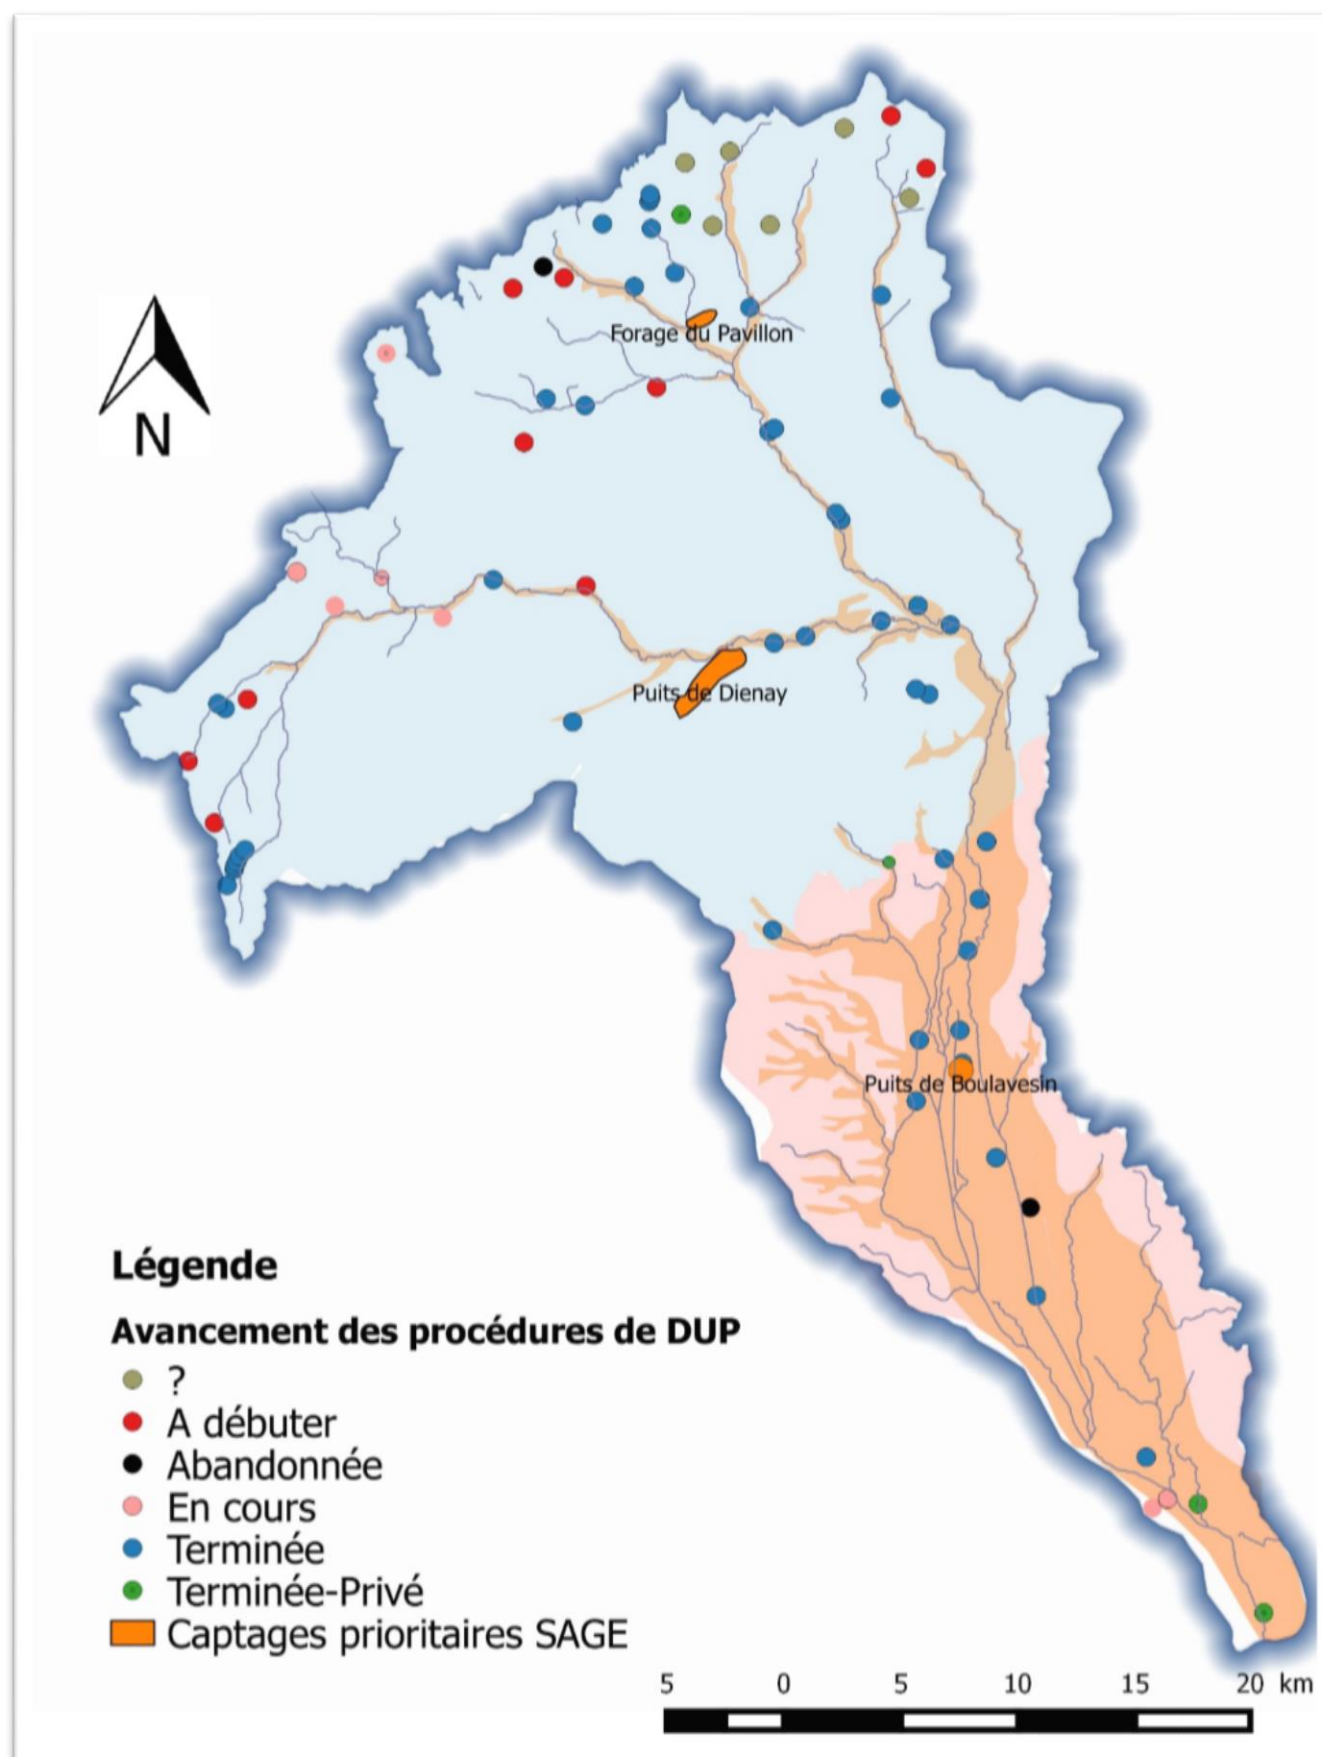 Forage du Pavillon
N
Puits de Dienay
Puits de Boulavesin
Légende
Avancement des procédures de DUP
?
A débuter
Abandonnée
En cours
Terminée
Terminée-Privé
Captages prioritaires SAGE
5 0 5 10 15 20 km